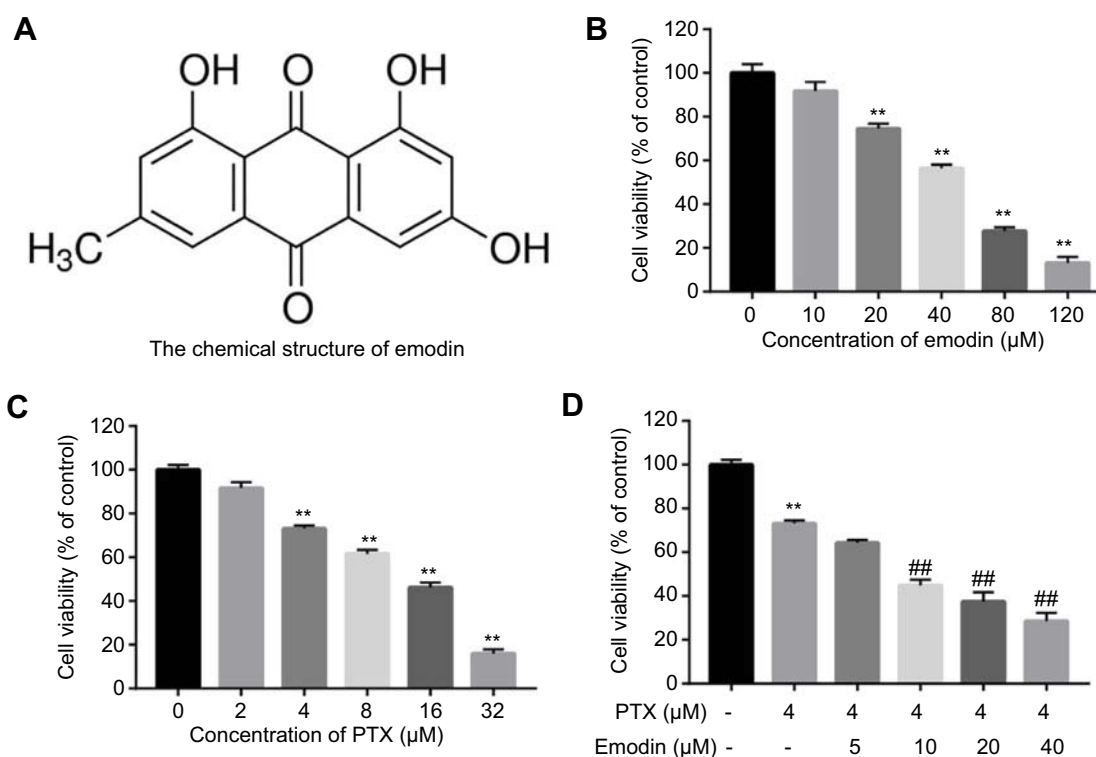 A
OH O OH
H₃C
OH
O
The chemical structure of emodin
B
Cell viability (% of control)
120
100
80
60
40
20
0
**
**
**
**
0 10 20 40 80 120
Concentration of emodin (µM)
C
Cell viability (% of control)
120
100
80
60
40
20
0
**
**
**
**
0 2 4 8 16 32
Concentration of PTX (µM)
D
Cell viability (% of control)
120
100
80
60
40
20
0
**
##
##
##
PTX (µM) - 4 4 4 4 4
Emodin (µM) - - 5 10 20 40